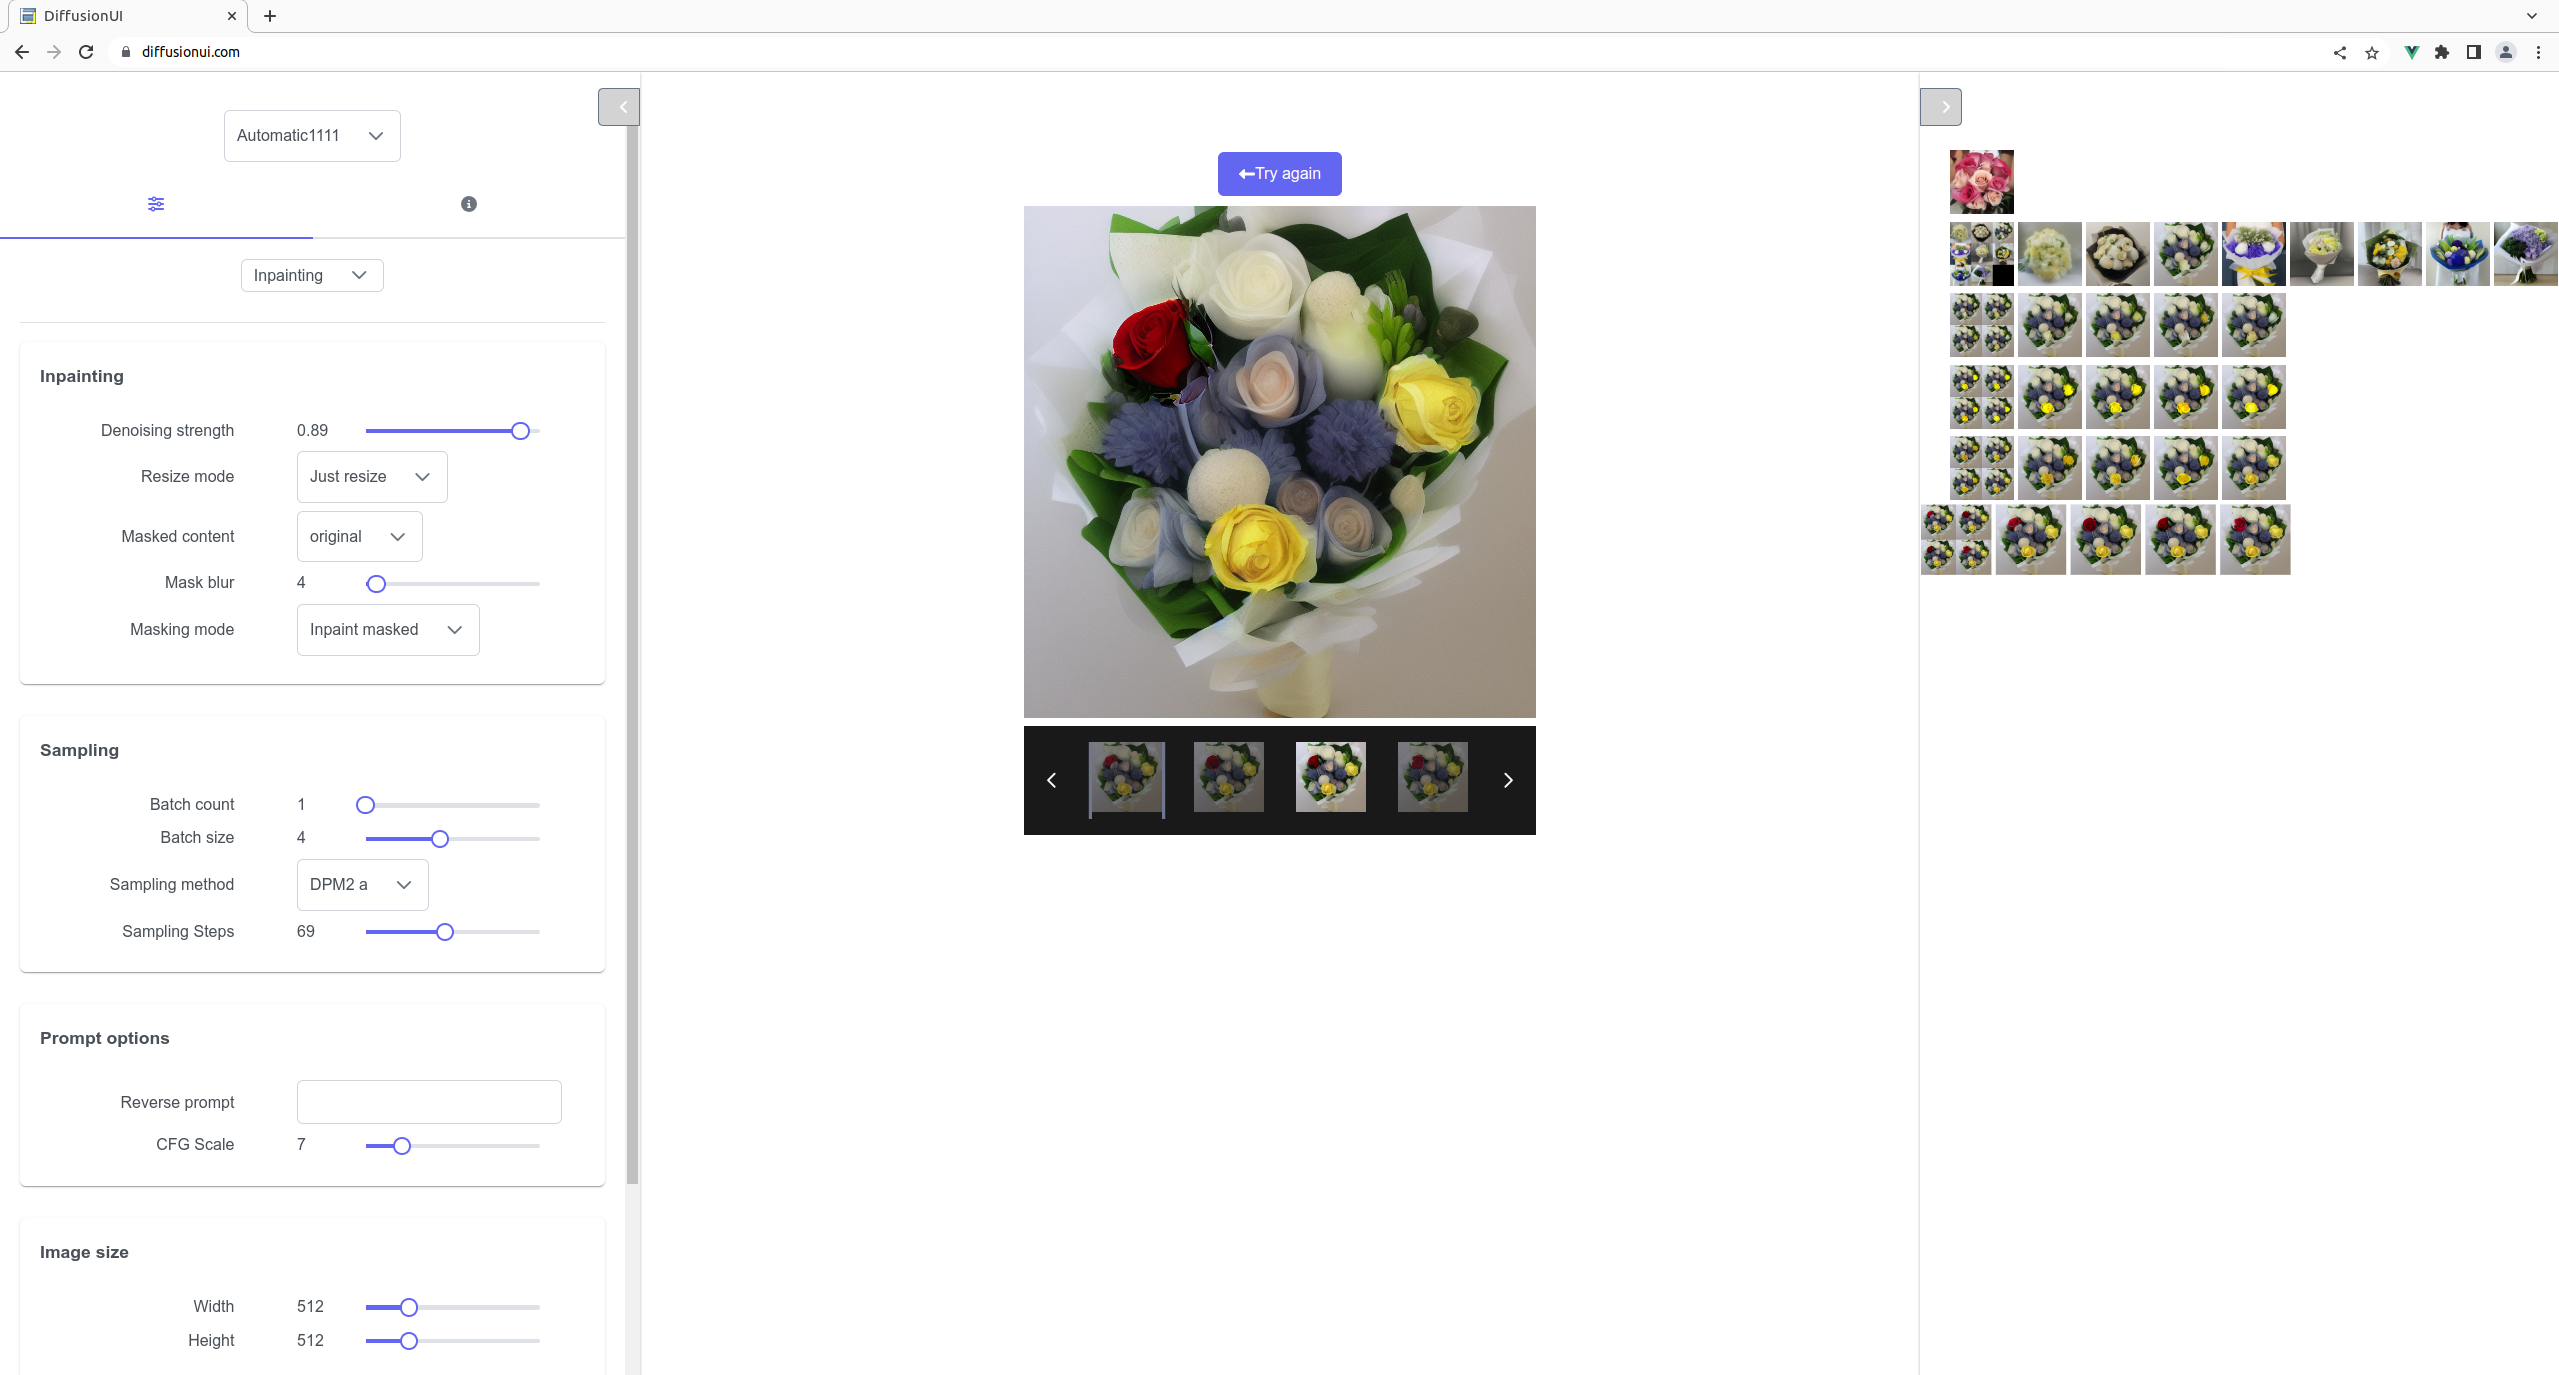 DiffusionUI
diffusionui.com
Automatic1111
Inpainting
Inpainting
Denoising strength 0.89
Resize mode Just resize
Masked content original
Mask blur 4
Masking mode Inpaint masked
Sampling
Batch count 1
Batch size 4
Sampling method DPM2 a
Sampling Steps 69
Prompt options
Reverse prompt
CFG Scale 7
Image size
Width 512
Height 512
Try again